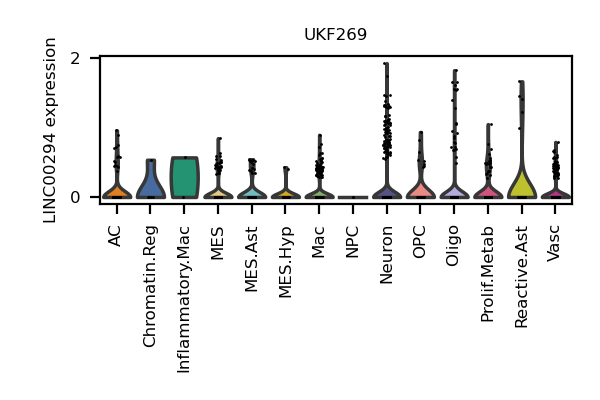 UKF269
LINC00294 expression
2
0
AC
Chromatin.Reg
Inflammatory.Mac
MES
MES.Ast
MES.Hyp
Mac
NPC
Neuron
OPC
Oligo
Prolif.Metab
Reactive.Ast
Vasc